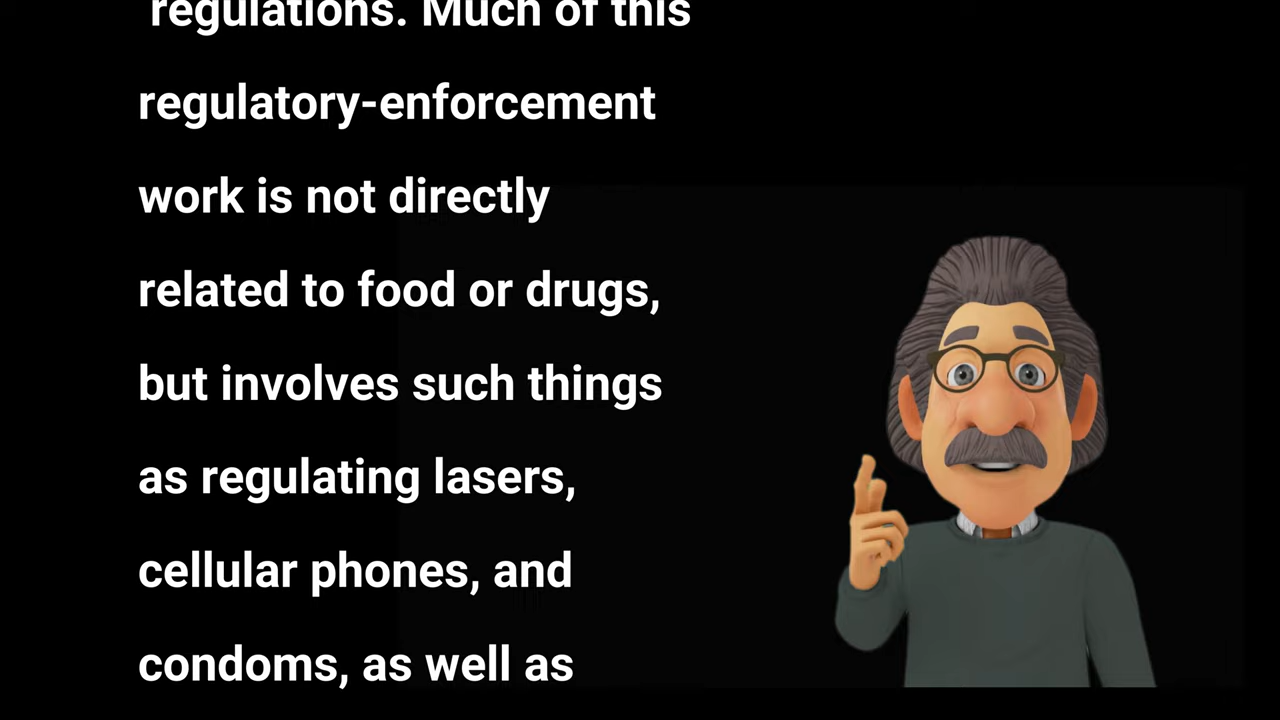 regulations. Much of this
regulatory-enforcement
work is not directly
related to food or drugs,
but involves such things
as regulating lasers,
cellular phones, and
condoms, as well as